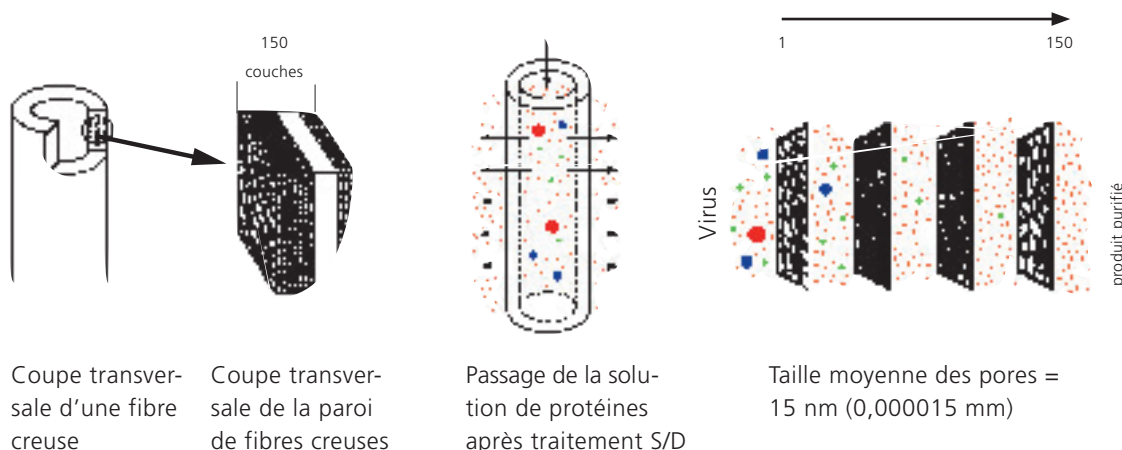 150
couches
1
150
Virus
produit purifié
Coupe transver-
sale d'une fibre
creuse
Coupe transver-
sale de la paroi
de fibres creuses
Passage de la solu-
tion de protéines
après traitement S/D
Taille moyenne des pores =
15 nm (0,000015 mm)